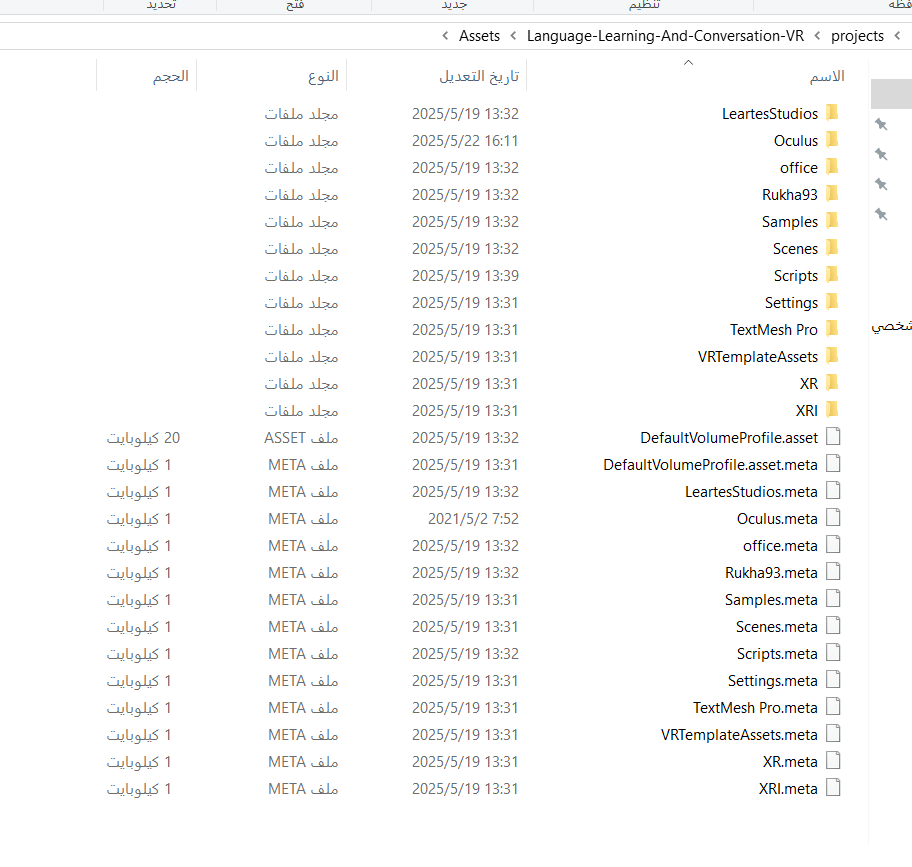 فظة
تنظيم
جديد
فتح
تحديد
projects
Language-Learning-And-Conversation-VR
Assets
الاسم تاريخ التعديل النوع الحجم
LeartesStudios 2025/5/19 13:32 مجلد ملفات
Oculus 2025/5/22 16:11 مجلد ملفات
office 2025/5/19 13:32 مجلد ملفات
Rukha93 2025/5/19 13:32 مجلد ملفات
Samples 2025/5/19 13:32 مجلد ملفات
Scenes 2025/5/19 13:32 مجلد ملفات
Scripts 2025/5/19 13:39 مجلد ملفات
Settings 2025/5/19 13:31 مجلد ملفات
شخصي
TextMesh Pro 2025/5/19 13:31 مجلد ملفات
VRTemplateAssets 2025/5/19 13:31 مجلد ملفات
XR 2025/5/19 13:31 مجلد ملفات
XRI 2025/5/19 13:31 مجلد ملفات
DefaultVolumeProfile.asset 2025/5/19 13:32 ملف ASSET 20 كيلوبايت
DefaultVolumeProfile.asset.meta 2025/5/19 13:31 ملف META 1 كيلوبايت
LeartesStudios.meta 2025/5/19 13:32 ملف META 1 كيلوبايت
Oculus.meta 2021/5/2 7:52 ملف META 1 كيلوبايت
office.meta 2025/5/19 13:32 ملف META 1 كيلوبايت
Rukha93.meta 2025/5/19 13:32 ملف META 1 كيلوبايت
Samples.meta 2025/5/19 13:31 ملف META 1 كيلوبايت
Scenes.meta 2025/5/19 13:31 ملف META 1 كيلوبايت
Scripts.meta 2025/5/19 13:32 ملف META 1 كيلوبايت
Settings.meta 2025/5/19 13:31 ملف META 1 كيلوبايت
TextMesh Pro.meta 2025/5/19 13:31 ملف META 1 كيلوبايت
VRTemplateAssets.meta 2025/5/19 13:31 ملف META 1 كيلوبايت
XR.meta 2025/5/19 13:31 ملف META 1 كيلوبايت
XRI.meta 2025/5/19 13:31 ملف META 1 كيلوبايت